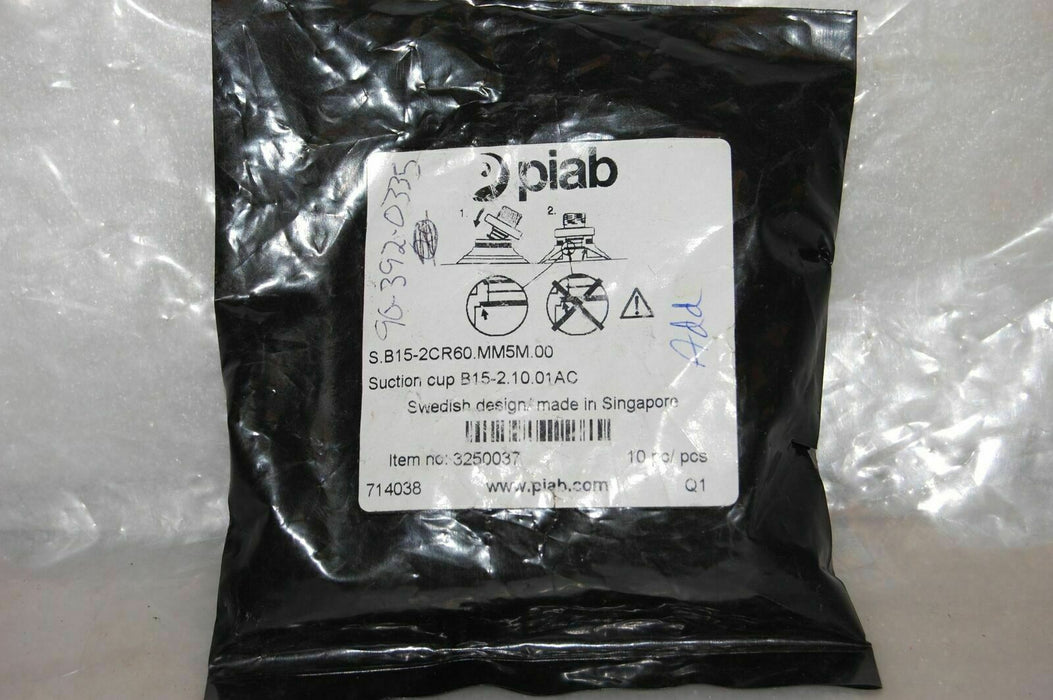 piab
96-392-0335
1.
2.
Add
S.B15-2CR60.MM5M.00
Suction cup B15-2.10.01AC
Swedish design/ made in Singapore
Item no: 3250037 10 pc/ pcs
714038 www.piab.com Q1